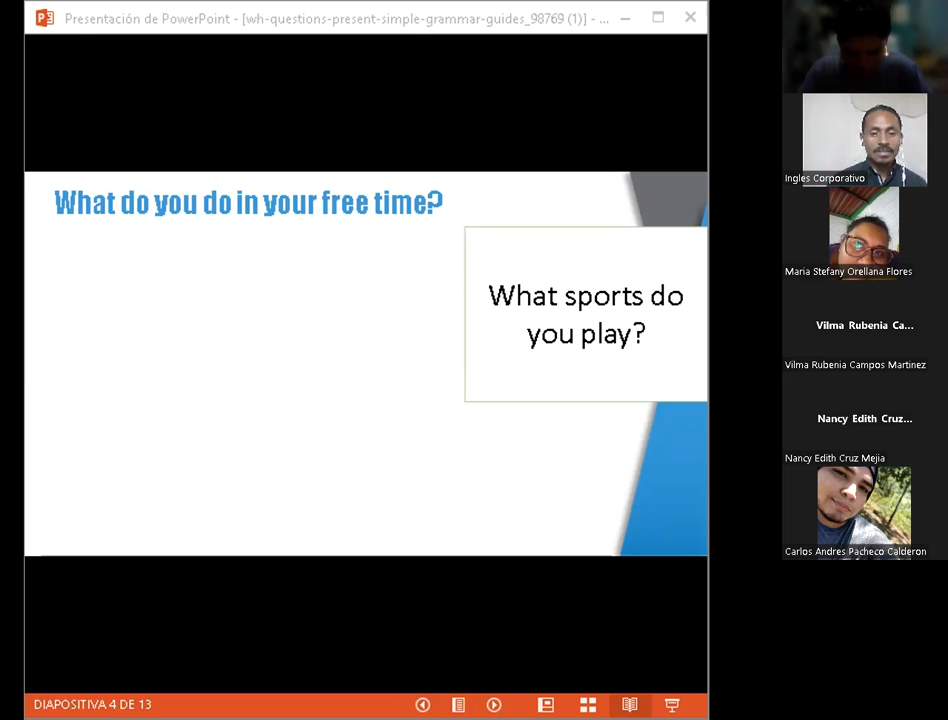 Presentación de PowerPoint - [wh-questions-present-simple-grammar-guides_98769 (1)] - ...
What do you do in your free time?
What sports do
you play?
DIAPOSITIVA 4 DE 13
Ingles Corporativo
Maria Stefany Orellana Flores
Vilma Rubenia Ca...
Vilma Rubenia Campos Martinez
Nancy Edith Cruz...
Nancy Edith Cruz Mejia
Carlos Andres Pacheco Calderon